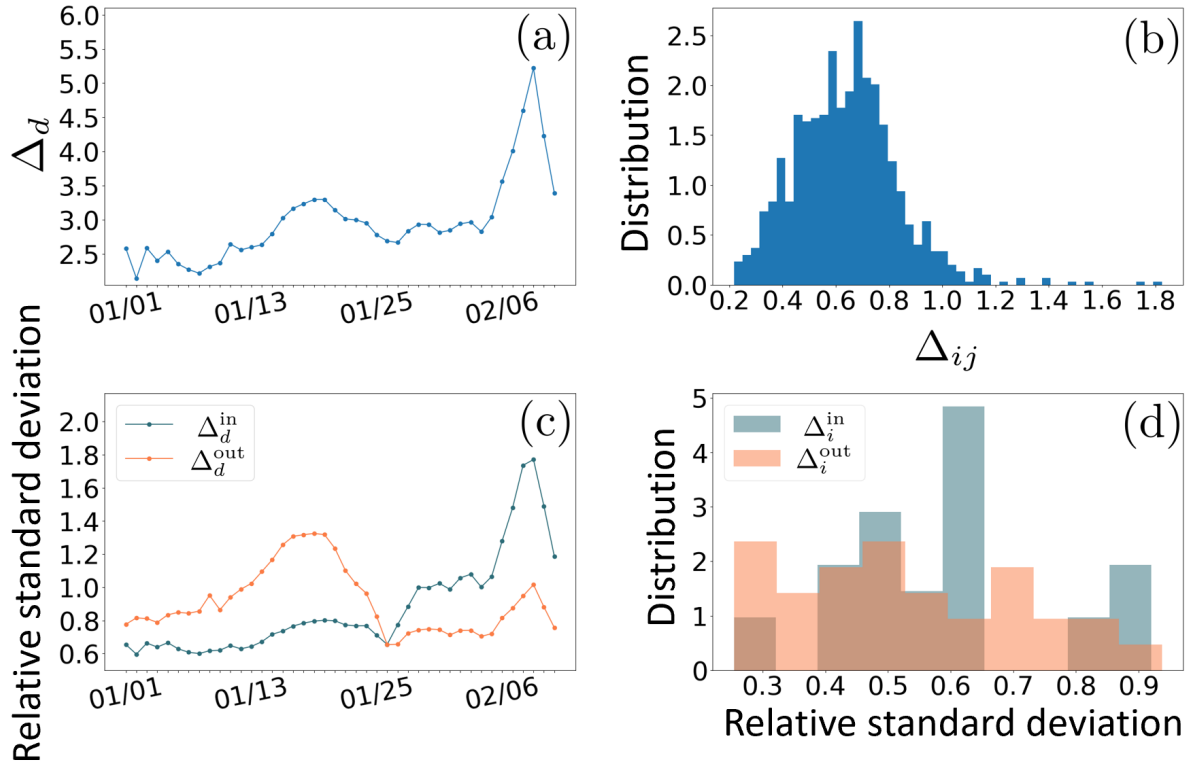 6.0
5.5
5.0
4.5
4.0
3.5
3.0
2.5
Δ_d
(a)
01/01
01/13
01/25
02/06
2.5
2.0
1.5
1.0
0.5
0.0
Distribution
(b)
0.2 0.4 0.6 0.8 1.0 1.2 1.4 1.6 1.8
Δ_{ij}
Relative standard deviation
2.0
1.8
1.6
1.4
1.2
1.0
0.8
0.6
Δ_d^{in}
Δ_d^{out}
(c)
01/01
01/13
01/25
02/06
5
4
3
2
1
0
Distribution
Δ_i^{in}
Δ_i^{out}
(d)
0.3 0.4 0.5 0.6 0.7 0.8 0.9
Relative standard deviation